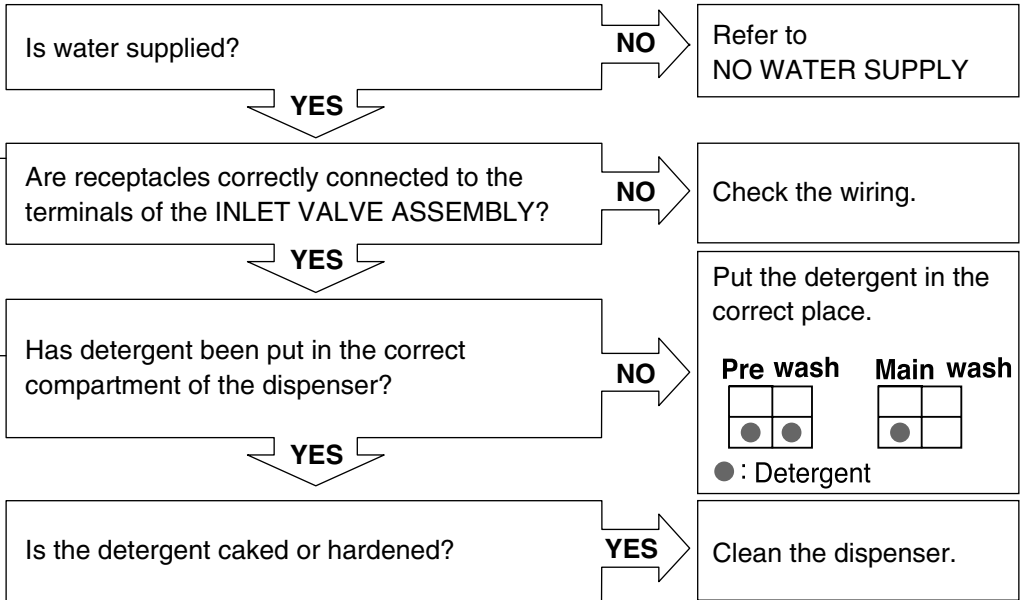 Is water supplied?
NO
Refer to
NO WATER SUPPLY
YES
Are receptacles correctly connected to the
terminals of the INLET VALVE ASSEMBLY?
NO
Check the wiring.
YES
Has detergent been put in the correct
compartment of the dispenser?
NO
Put the detergent in the
correct place.
Pre wash
Main wash
: Detergent
YES
Is the detergent caked or hardened?
YES
Clean the dispenser.